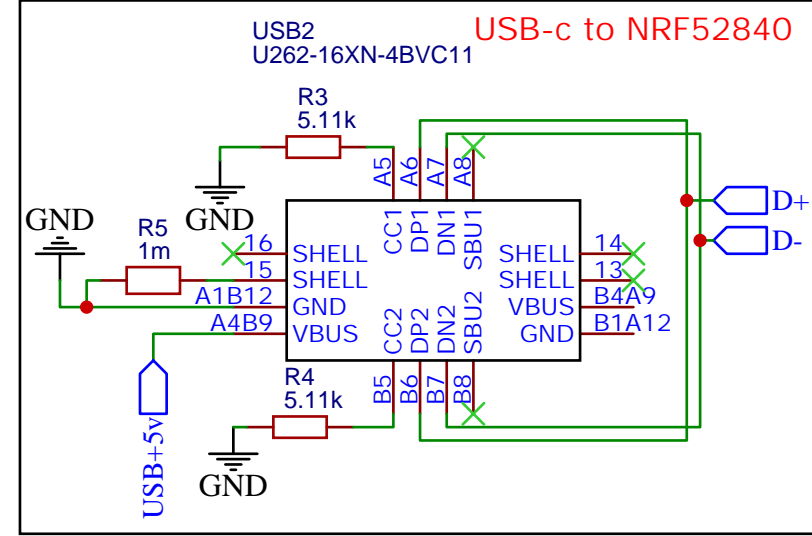 USB2
USB-c to NRF52840
U262-16XN-4BVC11
R3
5.11k
A5
A6
A7
A8
GND
GND
D+
D-
R5
1m
CC1
DP1
DN1
SBU1
16
SHELL
SHELL
14
15
SHELL
SHELL
13
A1B12
GND
VBUS
B4A9
A4B9
VBUS
GND
B1A12
CC2
DP2
DN2
SBU2
R4
5.11k
B5
B6
B7
B8
USB+5v
GND